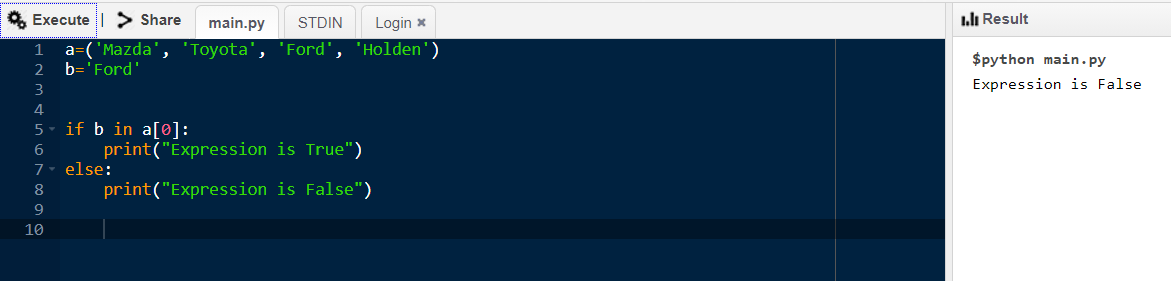 Execute | Share main.py STDIN Login ×
Result
1 a=('Mazda', 'Toyota', 'Ford', 'Holden')
2 b='Ford'
3
4
5 if b in a[0]:
6 print("Expression is True")
7 else:
8 print("Expression is False")
9
10
$python main.py
Expression is False